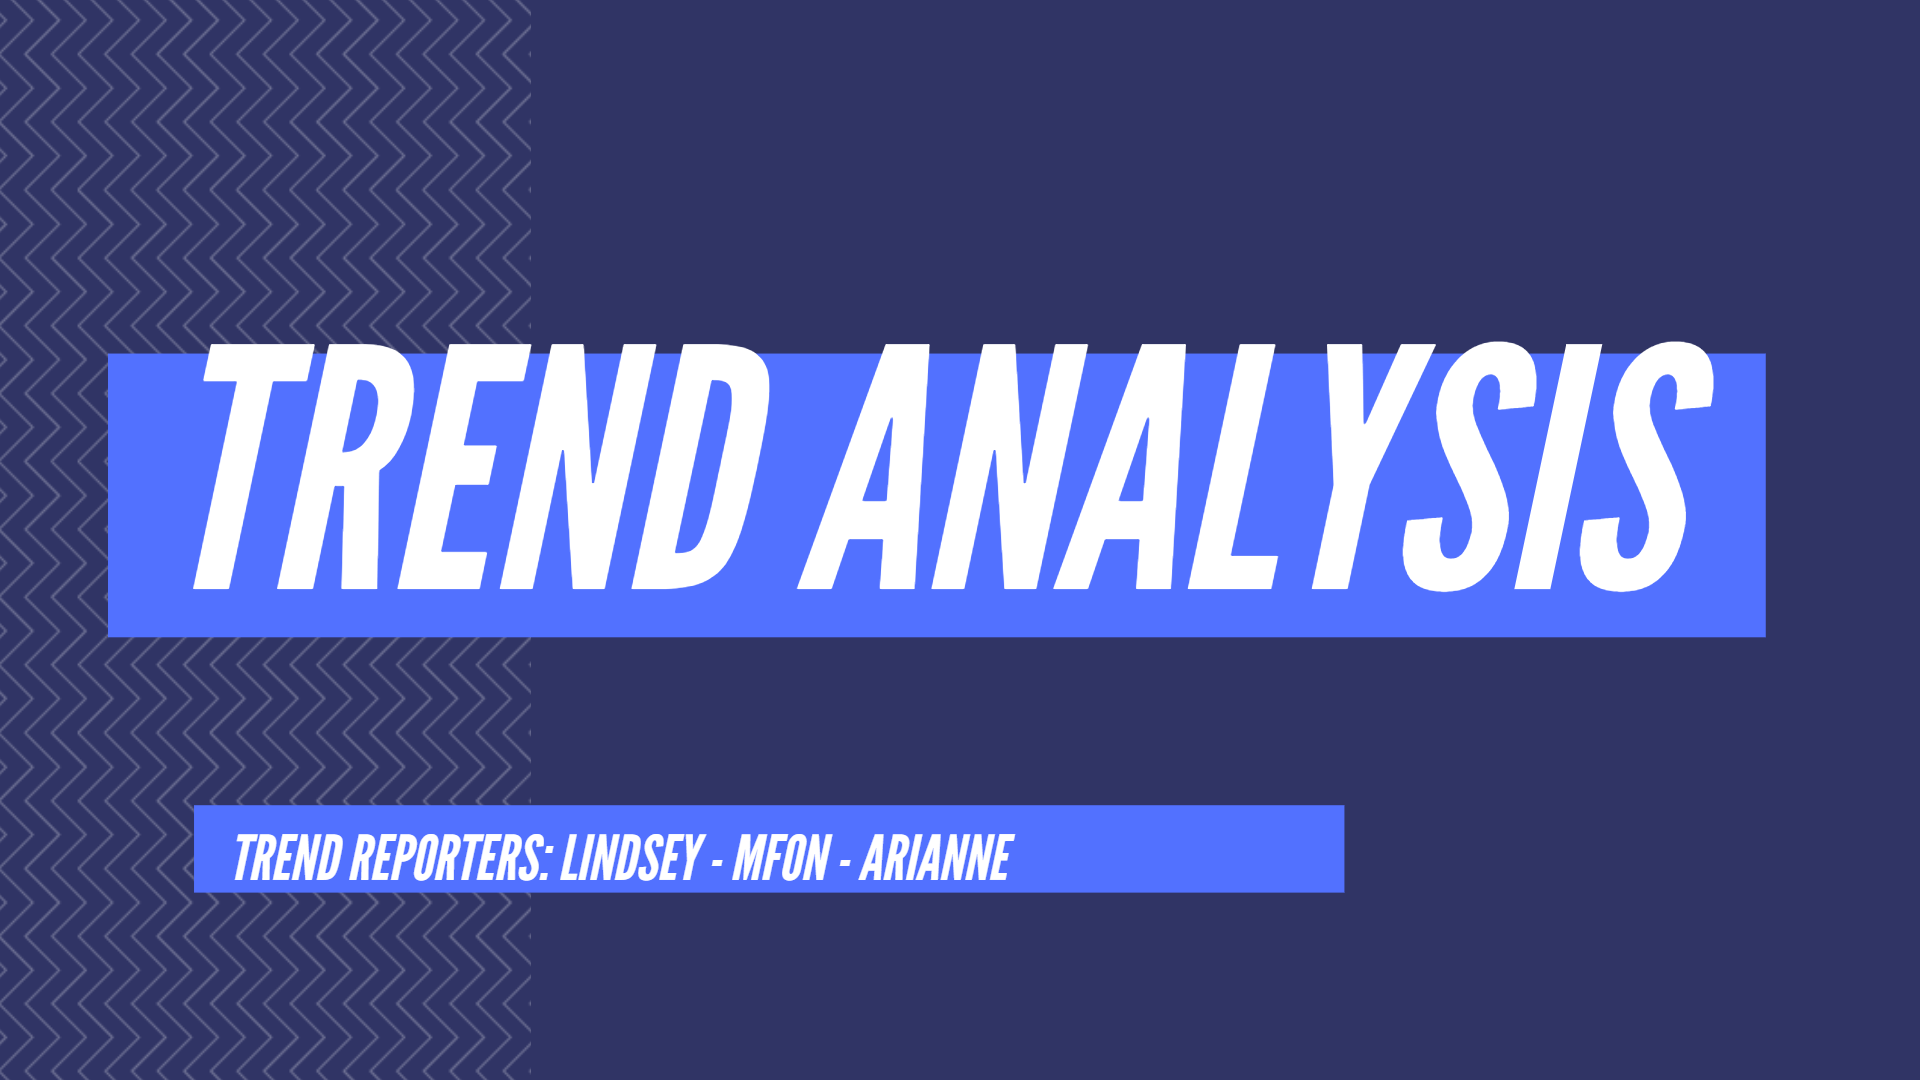 TREND ANALYSIS
TREND REPORTERS: LINDSEY - MFON - ARIANNE